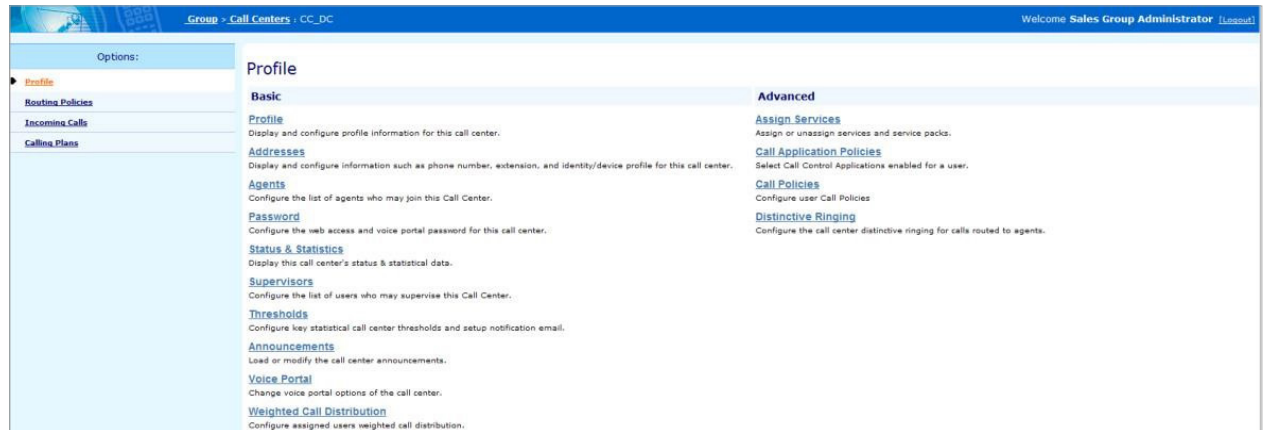 Group > Call Centers : CC_DC
Welcome Sales Group Administrator [Logout]
Options:
Profile
Routing Policies
Incoming Calls
Calling Plans
Profile
Basic
Profile
Display and configure profile information for this call center.
Addresses
Display and configure information such as phone number, extension, and identity/device profile for this call center.
Agents
Configure the list of agents who may join this Call Center.
Password
Configure the web access and voice portal password for this call center.
Status & Statistics
Display this call center's status & statistical data.
Supervisors
Configure the list of users who may supervise this Call Center.
Thresholds
Configure key statistical call center thresholds and setup notification email.
Announcements
Load or modify the call center announcements.
Voice Portal
Change voice portal options of the call center.
Weighted Call Distribution
Configure assigned users weighted call distribution.
Advanced
Assign Services
Assign or unassign services and service packs.
Call Application Policies
Select Call Control Applications enabled for a user.
Call Policies
Configure user Call Policies
Distinctive Ringing
Configure the call center distinctive ringing for calls routed to agents.